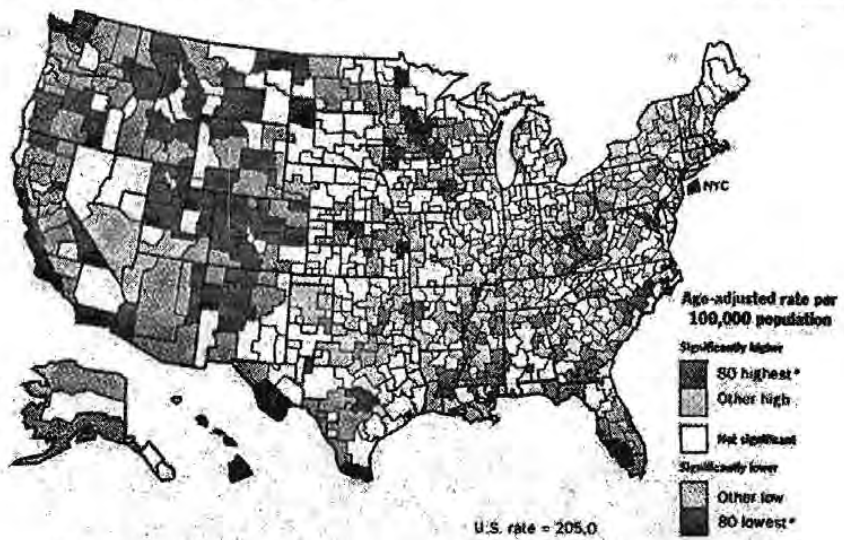 NYC
Age-adjusted rate per
100,000 population
Significantly higher
80 highest*
Other high
Not significant
Significantly lower
Other low
80 lowest*
U.S. rate = 205.0